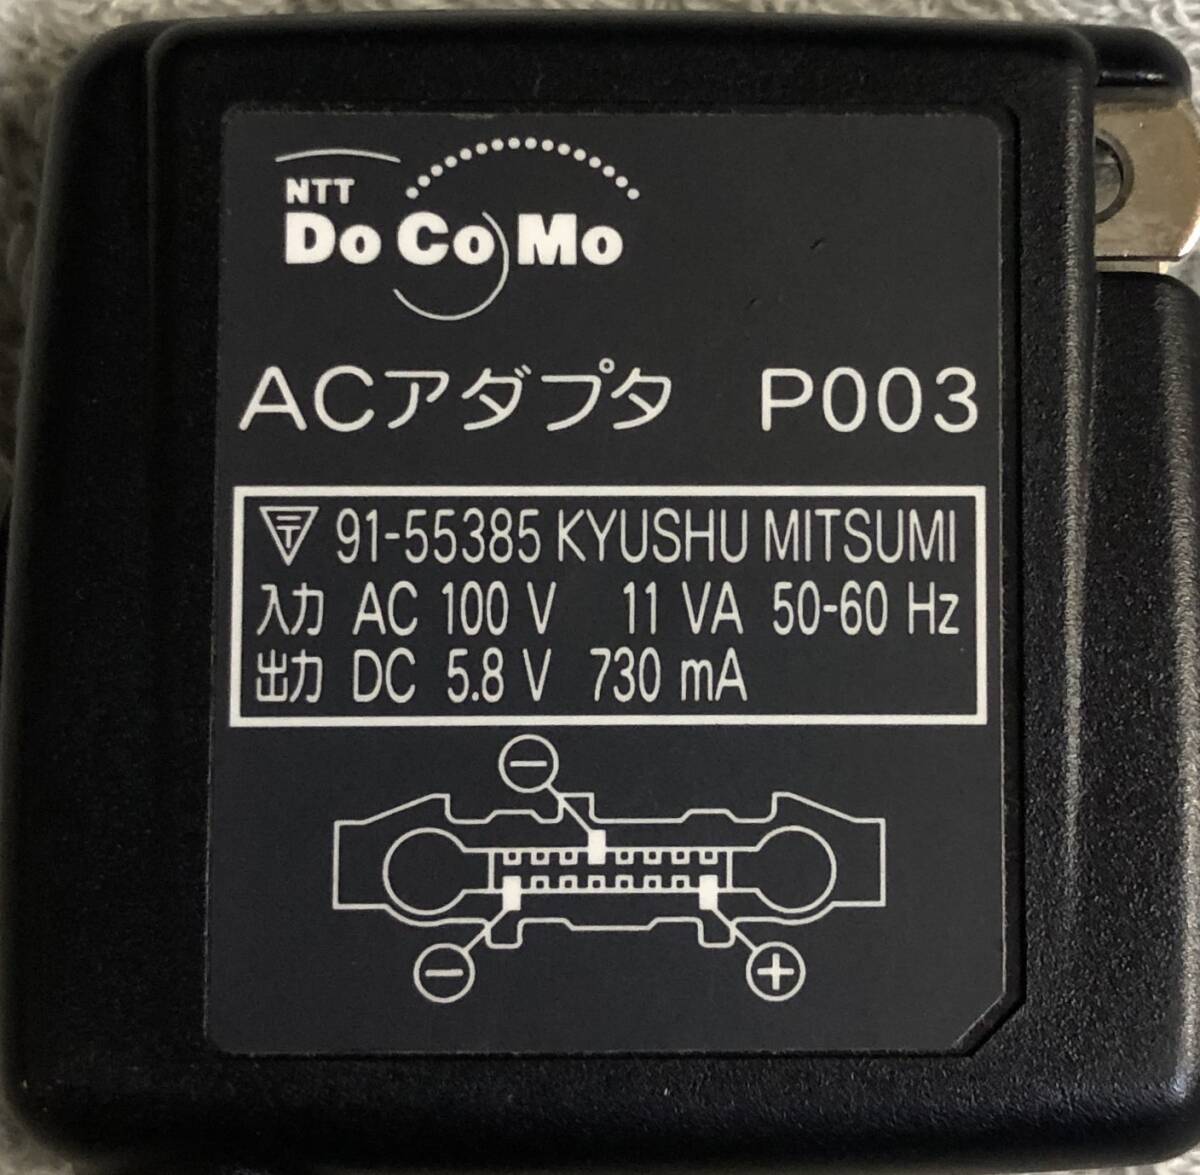 NTT
DoCoMo
ACアダプタ P003
〒 91-55385 KYUSHU MITSUMI
入力 AC 100 V 11 VA 50-60 Hz
出力 DC 5.8 V 730 mA
−
− +